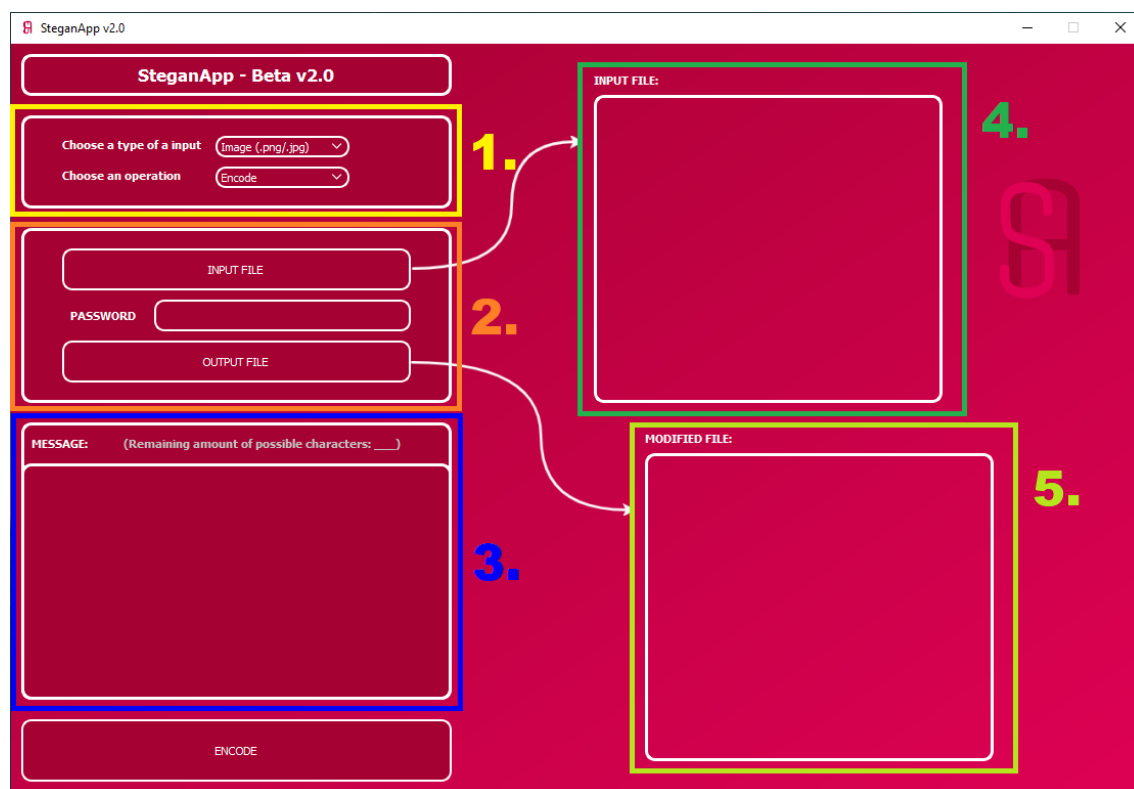 SteganApp v2.0
SteganApp - Beta v2.0
Choose a type of a input Image (.png/.jpg)
Choose an operation Encode
1.
INPUT FILE
PASSWORD
OUTPUT FILE
2.
MESSAGE: (Remaining amount of possible characters: ___)
3.
ENCODE
INPUT FILE:
4.
SA
MODIFIED FILE:
5.